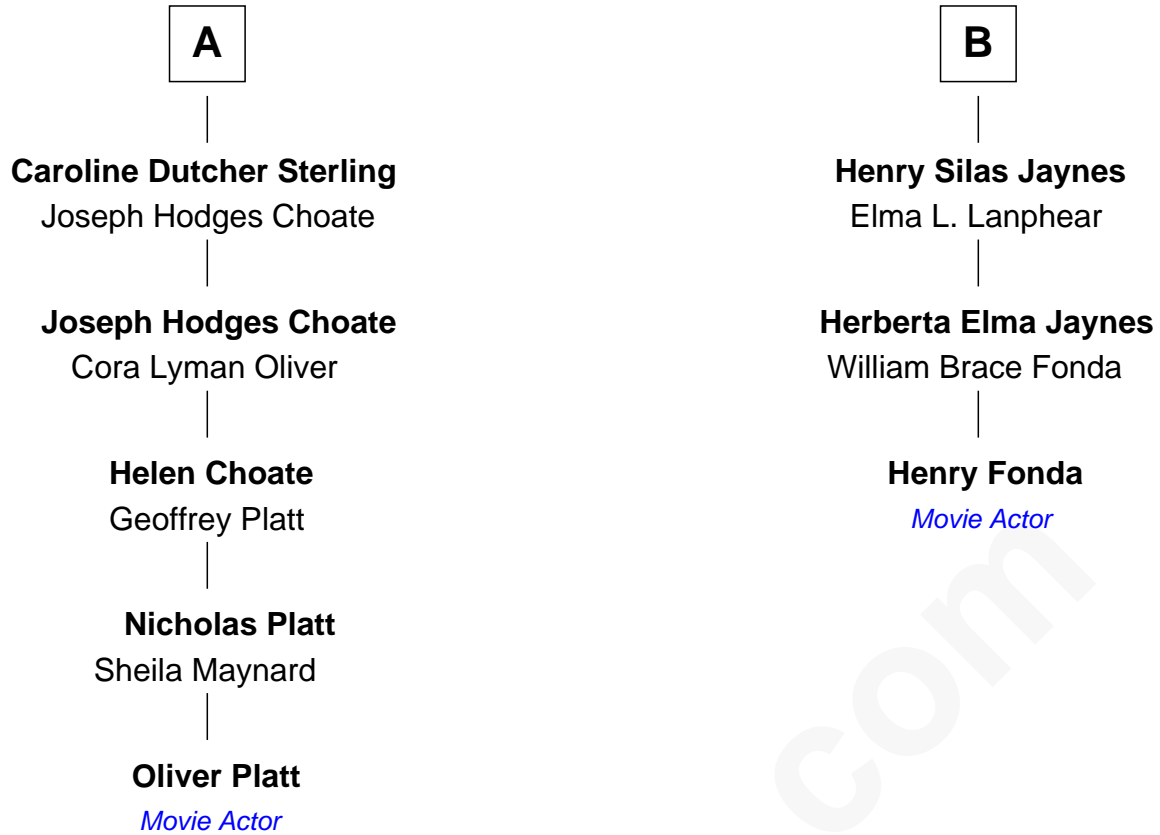 A
Caroline Dutcher Sterling
Joseph Hodges Choate
Joseph Hodges Choate
Cora Lyman Oliver
Helen Choate
Geoffrey Platt
Nicholas Platt
Sheila Maynard
Oliver Platt
Movie Actor
B
Henry Silas Jaynes
Elma L. Lanphear
Herberta Elma Jaynes
William Brace Fonda
Henry Fonda
Movie Actor
com